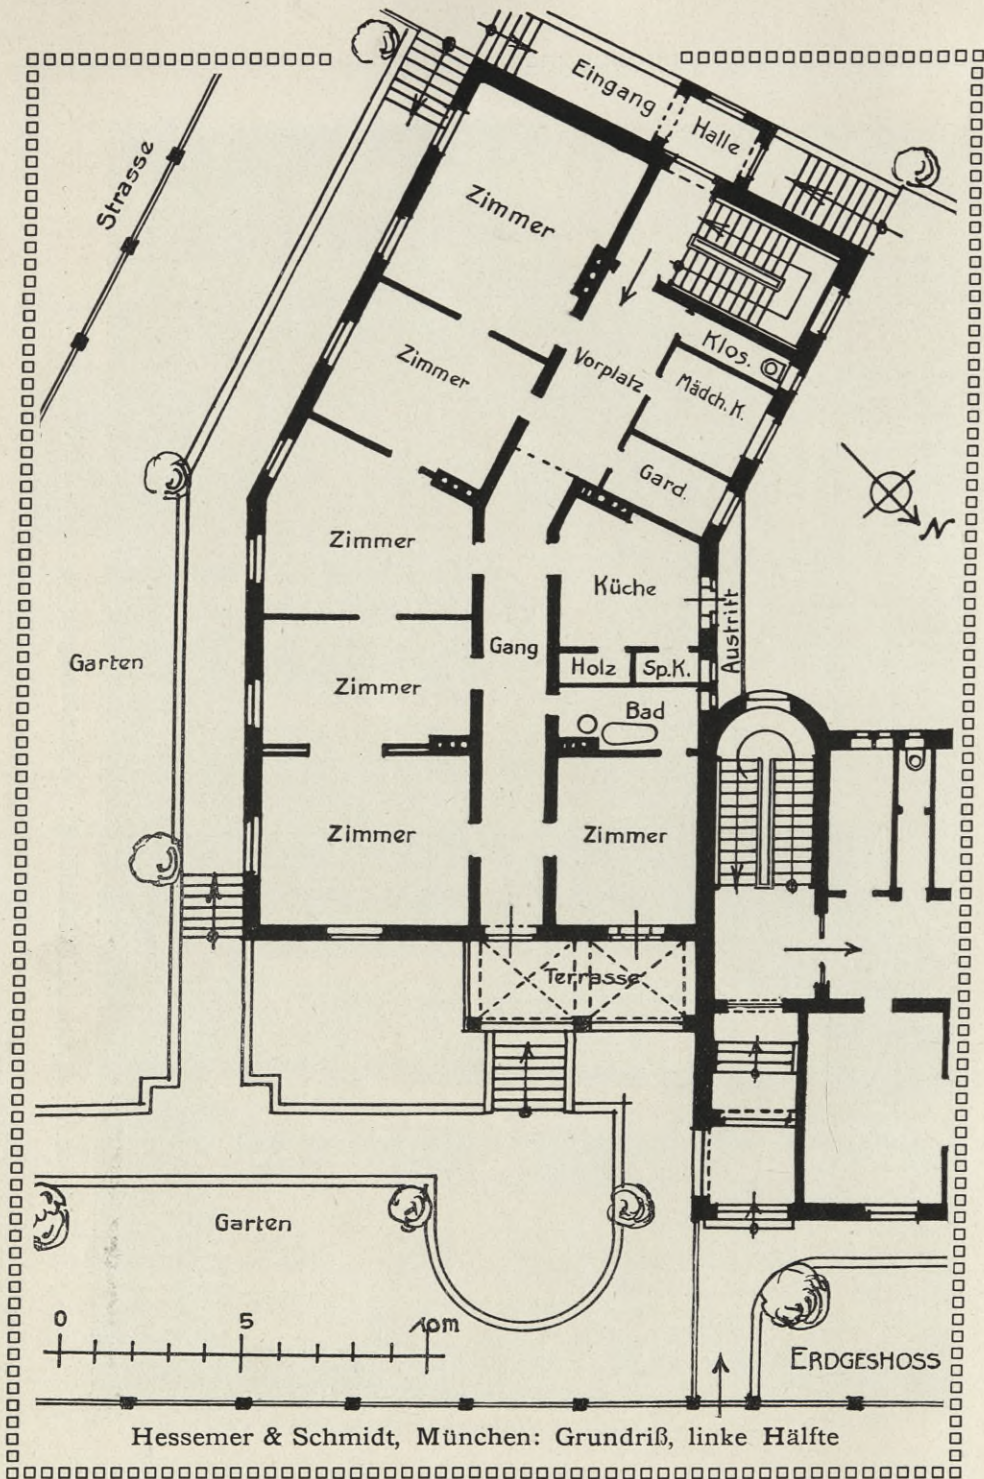 Eingang
Halle
Strasse
Zimmer
Zimmer
Vorplatz
Klos.
Mädch. K.
Gard.
N
Zimmer
Küche
Austritt
Garten
Gang
Holz
Sp.K.
Zimmer
Bad
Zimmer
Zimmer
Terrasse
Garten
0
5
10m
ERDGESHOSS
Hessemer & Schmidt, München: Grundriß, linke Hälfte